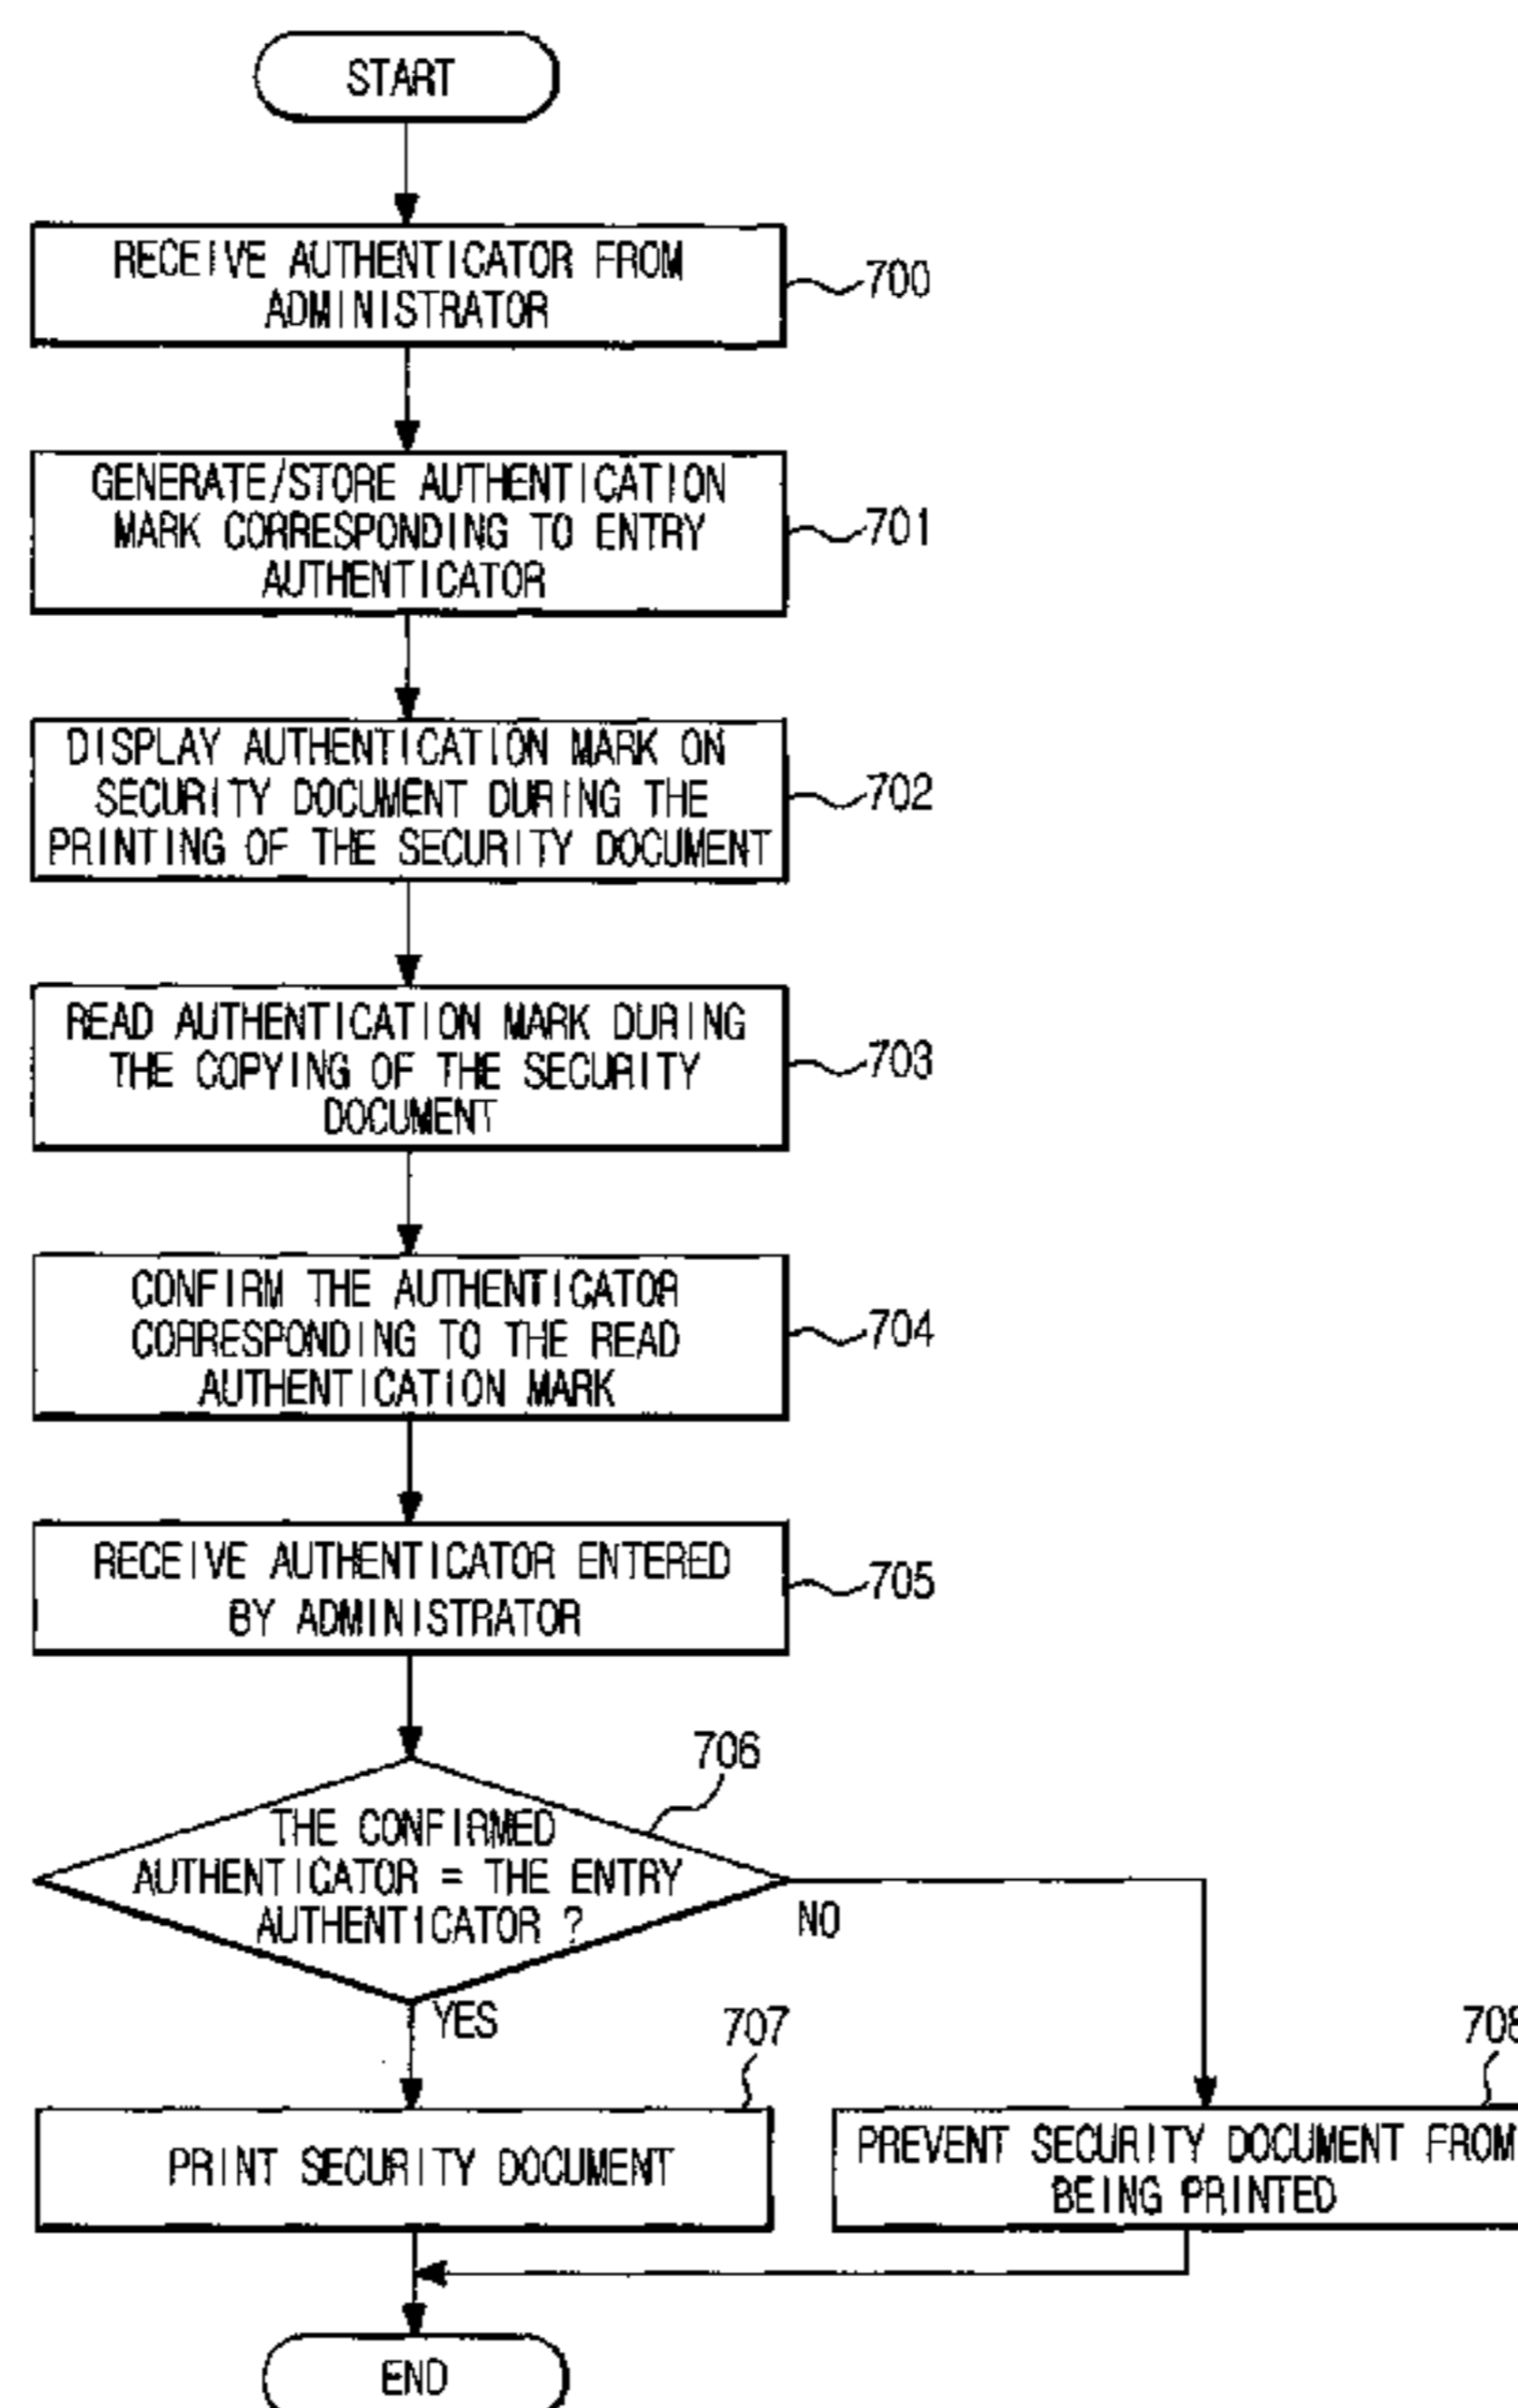 START
RECEIVE AUTHENTICATOR FROM
ADMINISTRATOR
700
GENERATE/STORE AUTHENTICATION
MARK CORRESPONDING TO ENTRY
AUTHENTICATOR
701
DISPLAY AUTHENTICATION MARK ON
SECURITY DOCUMENT DURING THE
PRINTING OF THE SECURITY DOCUMENT
702
READ AUTHENTICATION MARK DURING
THE COPYING OF THE SECURITY
DOCUMENT
703
CONFIRM THE AUTHENTICATOR
CORRESPONDING TO THE READ
AUTHENTICATION MARK
704
RECEIVE AUTHENTICATOR ENTERED
BY ADMINISTRATOR
705
706
THE CONFIRMED
AUTHENTICATOR = THE ENTRY
AUTHENTICATOR ?
NO
YES
707
PRINT SECURITY DOCUMENT
708
PREVENT SECURITY DOCUMENT FROM
BEING PRINTED
END